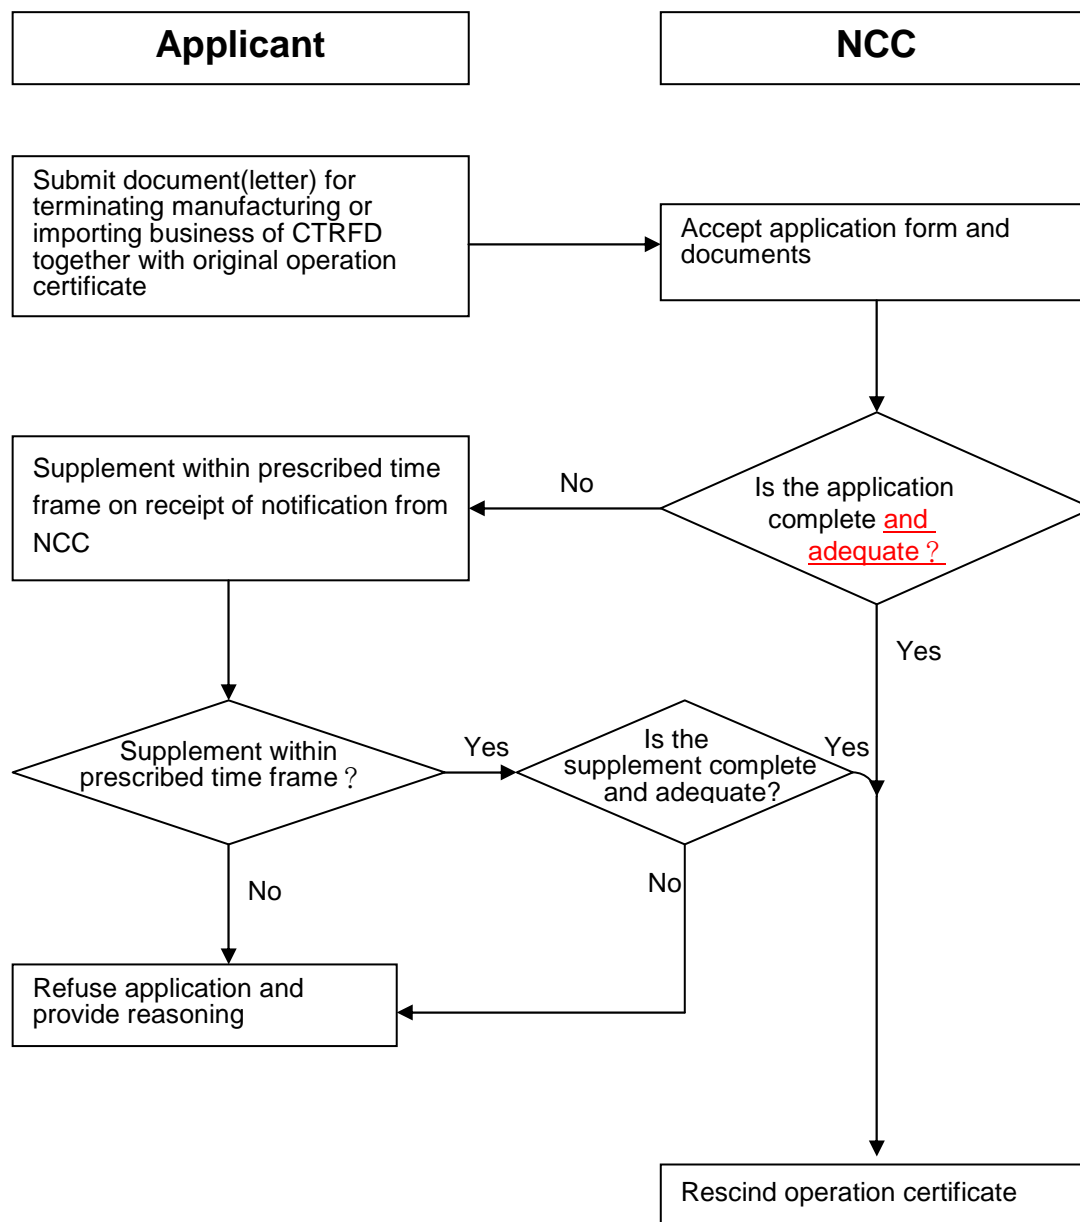 Applicant
NCC
Submit document(letter) for
terminating manufacturing or
importing business of CTRFD
together with original operation
certificate
Accept application form and
documents
Supplement within prescribed time
frame on receipt of notification from
NCC
No
Is the application
complete and
adequate？
Yes
Supplement within
prescribed time frame？
Yes
Is the
supplement complete
and adequate?
Yes
No
No
Refuse application and
provide reasoning
Rescind operation certificate